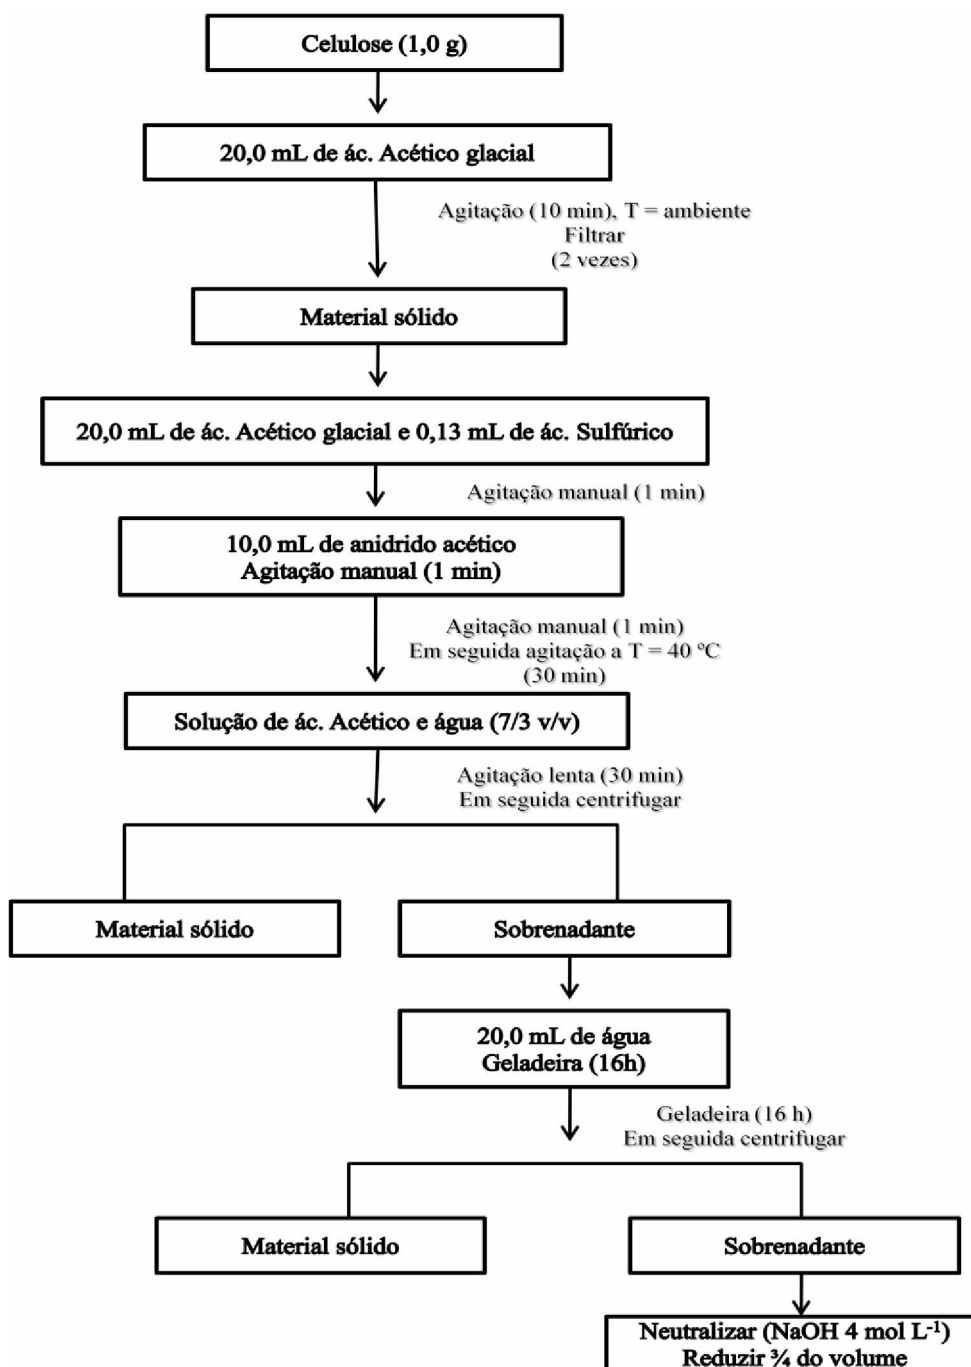 Celulose (1,0 g)
20,0 mL de ác. Acético glacial
Agitação (10 min), T = ambiente
Filtrar
(2 vezes)
Material sólido
20,0 mL de ác. Acético glacial e 0,13 mL de ác. Sulfúrico
Agitação manual (1 min)
10,0 mL de anidrido acético
Agitação manual (1 min)
Agitação manual (1 min)
Em seguida agitação a T = 40 ºC
(30 min)
Solução de ác. Acético e água (7/3 v/v)
Agitação lenta (30 min)
Em seguida centrifugar
Material sólido
Sobrenadante
20,0 mL de água
Geladeira (16h)
Geladeira (16 h)
Em seguida centrifugar
Material sólido
Sobrenadante
Neutralizar (NaOH 4 mol L⁻¹)
Reduzir ¾ do volume